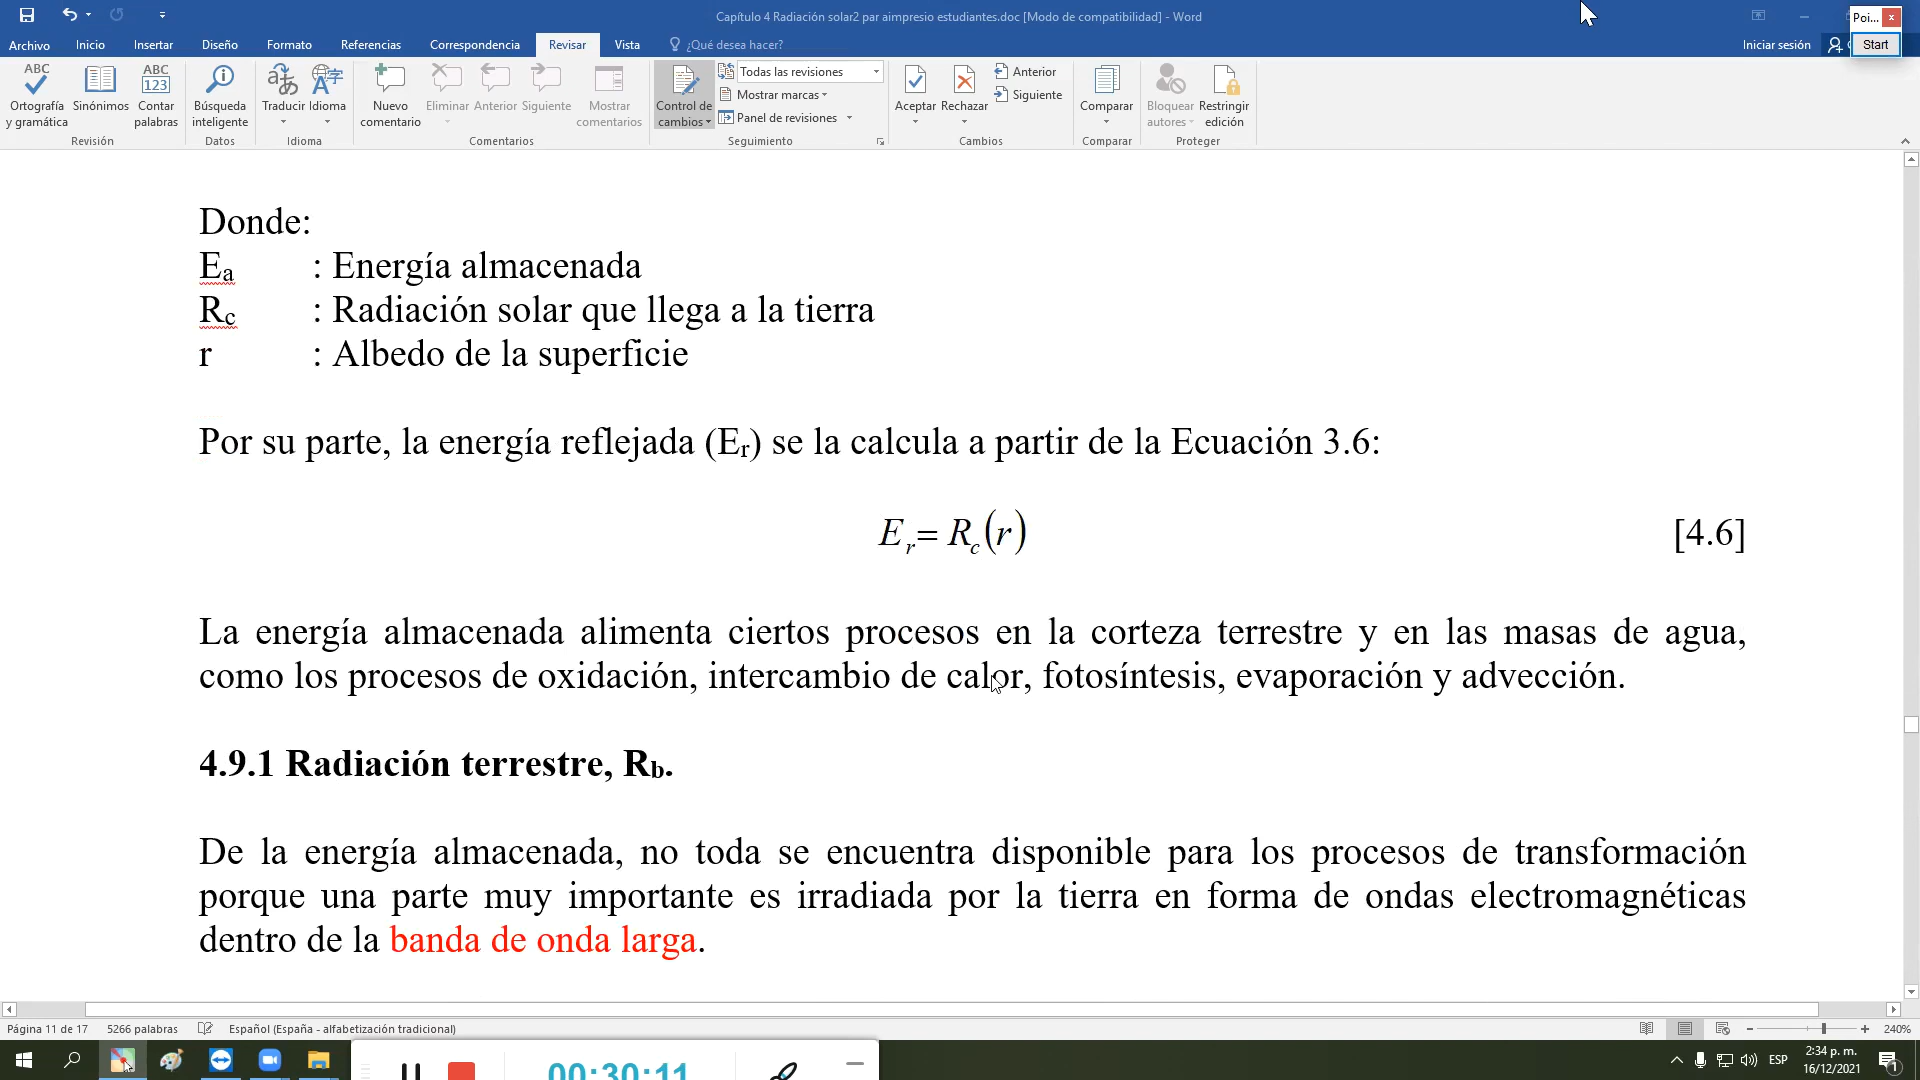 Capítulo 4 Radiación solar2 par aimpresio estudiantes.doc [Modo de compatibilidad] - Word
Poi... x
Archivo Inicio Insertar Diseño Formato Referencias Correspondencia Revisar Vista ¿Qué desea hacer? Iniciar sesión Start
Ortografía y gramática
Sinónimos
Contar palabras
Búsqueda inteligente
Traducir
Idioma
Nuevo comentario
Eliminar
Anterior
Siguiente
Mostrar comentarios
Control de cambios
Todas las revisiones
Mostrar marcas
Panel de revisiones
Aceptar
Rechazar
Anterior
Siguiente
Comparar
Bloquear autores
Restringir edición
Revisión Datos Idioma Comentarios Seguimiento Cambios Comparar Proteger
Donde:
Ea : Energía almacenada
Rc : Radiación solar que llega a la tierra
r : Albedo de la superficie
Por su parte, la energía reflejada (Er) se la calcula a partir de la Ecuación 3.6:
Er= Rc(r) [4.6]
La energía almacenada alimenta ciertos procesos en la corteza terrestre y en las masas de agua,
como los procesos de oxidación, intercambio de calor, fotosíntesis, evaporación y advección.
4.9.1 Radiación terrestre, Rb.
De la energía almacenada, no toda se encuentra disponible para los procesos de transformación
porque una parte muy importante es irradiada por la tierra en forma de ondas electromagnéticas
dentro de la banda de onda larga.
Página 11 de 17 5266 palabras Español (España - alfabetización tradicional) 240%
00:30:11
ESP
2:34 p. m.
16/12/2021
1